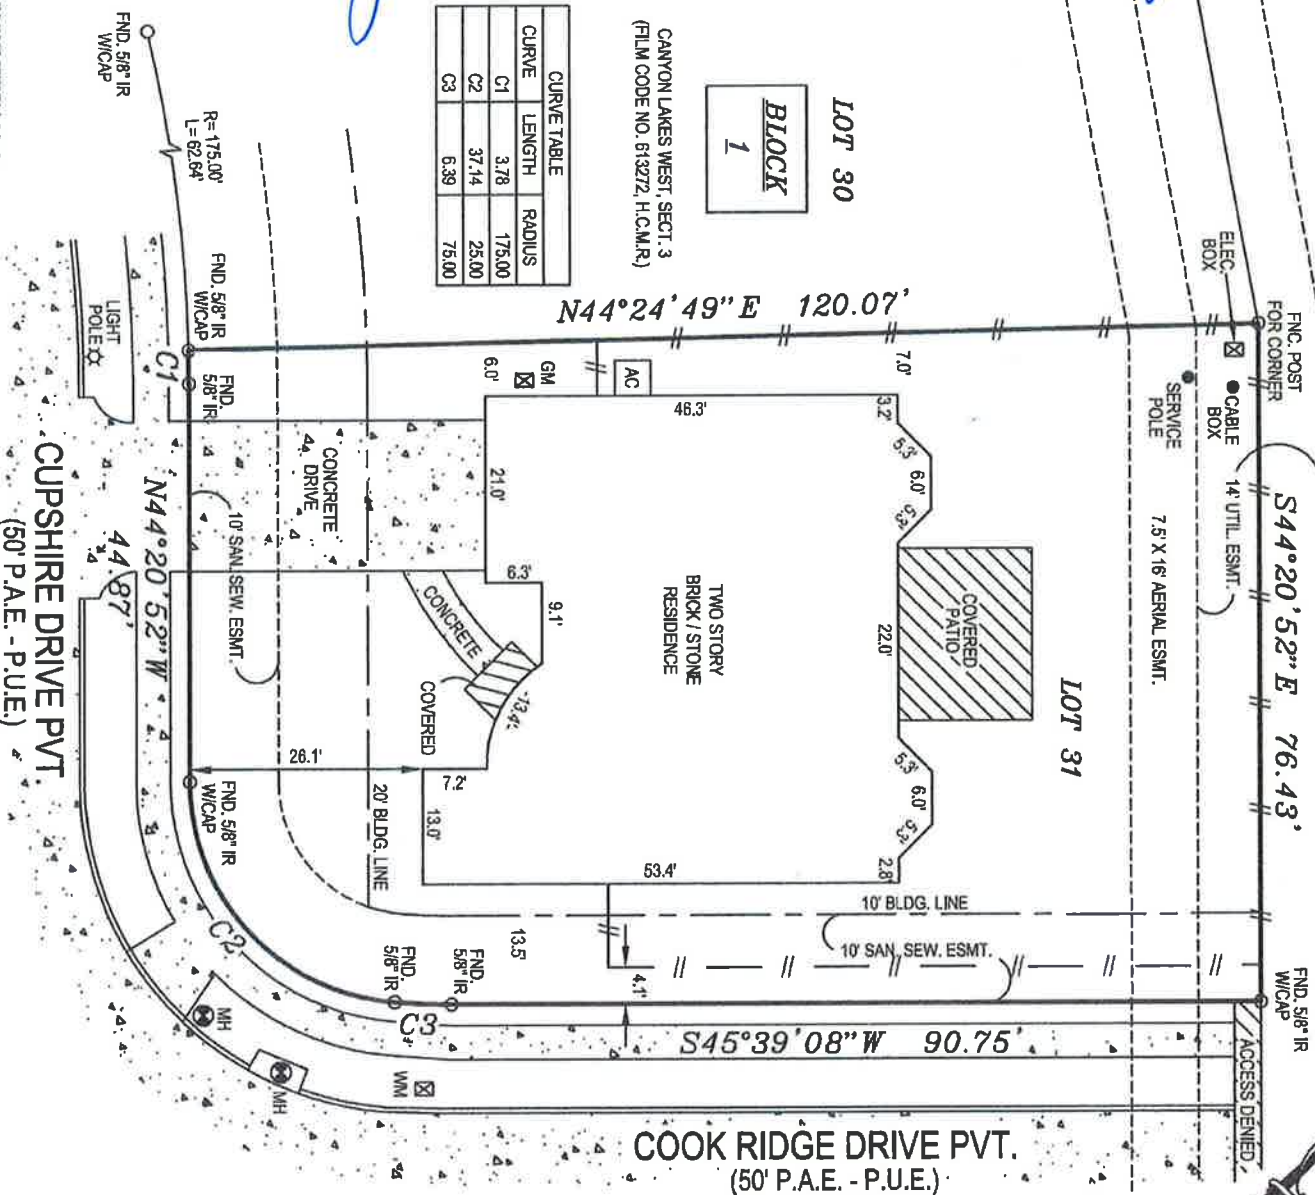 FND. 5/8" IR
W/CAP
R= 175.00'
L= 62.64'
FND. 5/8" IR
W/CAP
LIGHT
POLE
C1
FND.
5/8" IR
CANYON LAKES WEST, SECT. 3
(FILM CODE NO. 613272, H.C.M.R.)
LOT 30
BLOCK
1
CURVE TABLE
CURVE LENGTH RADIUS
C1 3.78 175.00
C2 37.14 25.00
C3 6.39 75.00
N44°24'49"E 120.07'
ELEC.
BOX
FNC. POST
FOR CORNER
CABLE
BOX
SERVICE
POLE
14' UTIL. ESMT.
7.5' X 16' AERIAL ESMT.
S44°20'52"E 76.43'
GM
6.0'
AC
7.0'
46.3'
3.2'
5.3'
6.0'
5.3'
COVERED
PATIO
22.0'
LOT 31
5.3'
6.0'
5.3'
2.8'
TWO STORY
BRICK / STONE
RESIDENCE
21.0'
6.3'
9.1'
13.4'
CONCRETE
DRIVE
CONCRETE
COVERED
7.2'
13.0'
53.4'
26.1'
10' SAN. SEW. ESMT.
20' BLDG. LINE
N44°20'52"W
44.87'
CUPSHIRE DRIVE PVT.
(50' P.A.E. - P.U.E.)
FND. 5/8" IR
W/CAP
C2
10' BLDG. LINE
10' SAN. SEW. ESMT.
13.5'
4.1'
FND.
5/8" IR
FND.
5/8" IR
C3
FND. 5/8" IR
W/CAP
ACCESS DENIED
S45°39'08"W 90.75'
MH
MH
WM
COOK RIDGE DRIVE PVT.
(50' P.A.E. - P.U.E.)